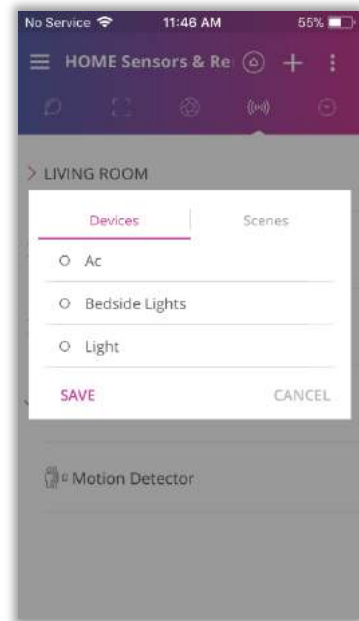 No Service 11:46 AM 55%
HOME Sensors & Re
LIVING ROOM
Devices Scenes
Ac
Bedside Lights
Light
SAVE CANCEL
Motion Detector